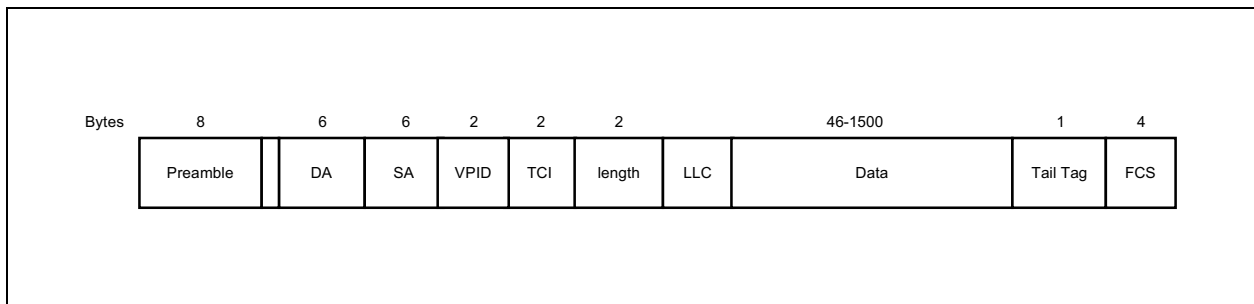 Bytes 8 6 6 2 2 2 46-1500 1 4
Preamble DA SA VPID TCI length LLC Data Tail Tag FCS